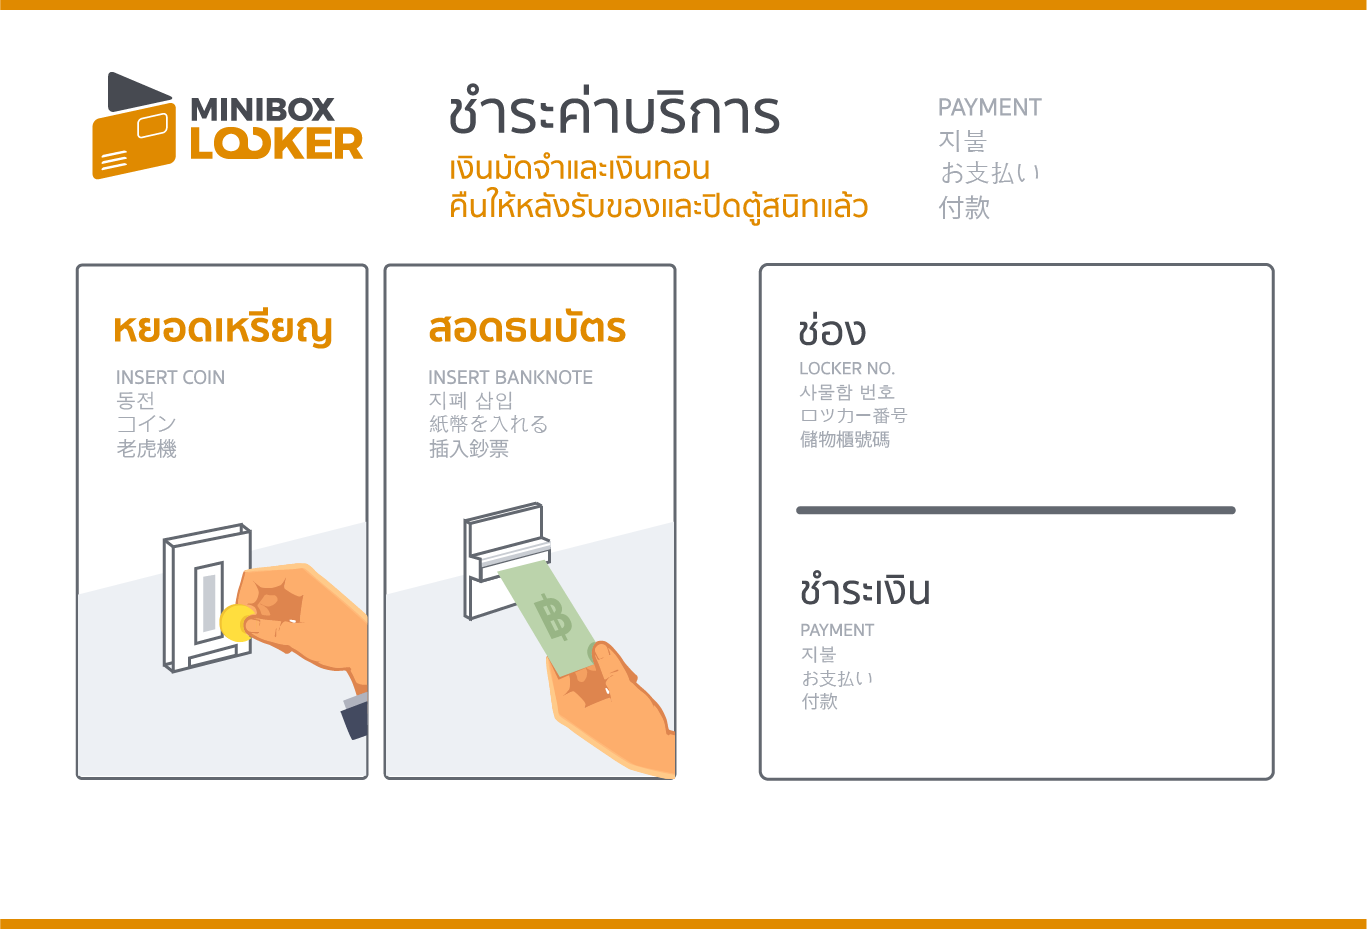 MINIBOX
LOOKER
ชำระค่าบริการ
เงินมัดจำและเงินทอน
คืนให้หลังรับของและปิดตู้สนิทแล้ว
PAYMENT
지불
お支払い
付款
หยอดเหรียญ
INSERT COIN
동전
コイン
老虎機
สอดธนบัตร
INSERT BANKNOTE
지폐 삽입
紙幣を入れる
插入鈔票
฿
ช่อง
LOCKER NO.
사물함 번호
ロッカー番号
儲物櫃號碼
ชำระเงิน
PAYMENT
지불
お支払い
付款